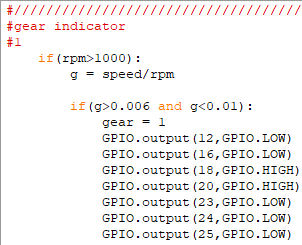 #////////////////////////////////////
#gear indicator
#1
    if(rpm>1000):
        g = speed/rpm

        if(g>0.006 and g<0.01):
            gear = 1
            GPIO.output(12,GPIO.LOW)
            GPIO.output(16,GPIO.LOW)
            GPIO.output(18,GPIO.HIGH)
            GPIO.output(20,GPIO.HIGH)
            GPIO.output(23,GPIO.LOW)
            GPIO.output(24,GPIO.LOW)
            GPIO.output(25,GPIO.LOW)